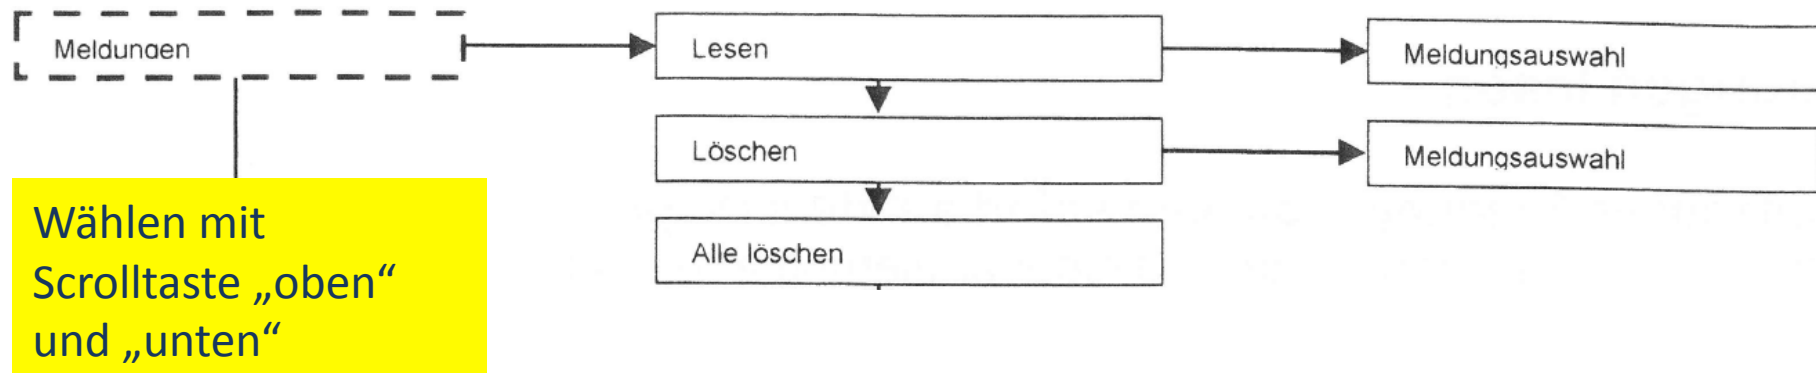 Meldungen
Lesen
Meldungsauswahl
Löschen
Meldungsauswahl
Alle löschen
Wählen mit
Scrolltaste „oben“
und „unten“